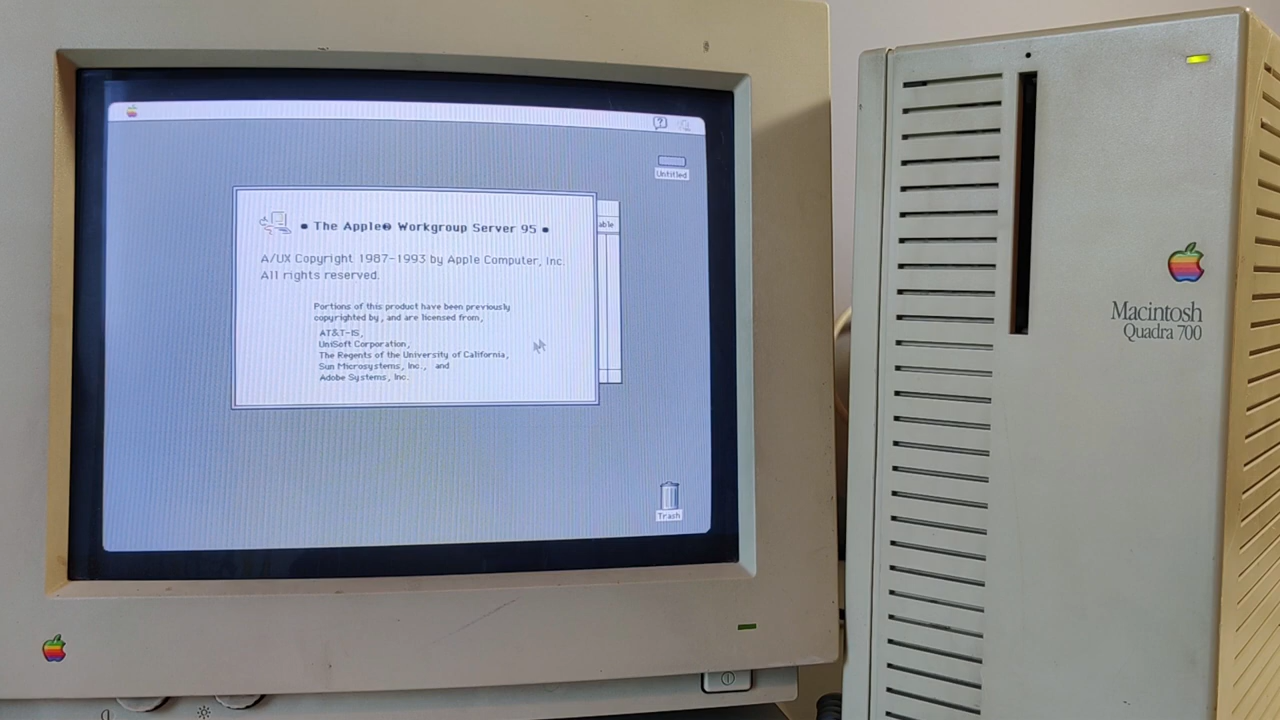 Untitled
able
• The Apple® Workgroup Server 95 •
A/UX Copyright 1987-1993 by Apple Computer, Inc.
All rights reserved.
Portions of this product have been previously
copyrighted by, and are licensed from,
AT&T-IS,
UniSoft Corporation,
The Regents of the University of California,
Sun Microsystems, Inc., and
Adobe Systems, Inc.
Trash
Macintosh
Quadra 700